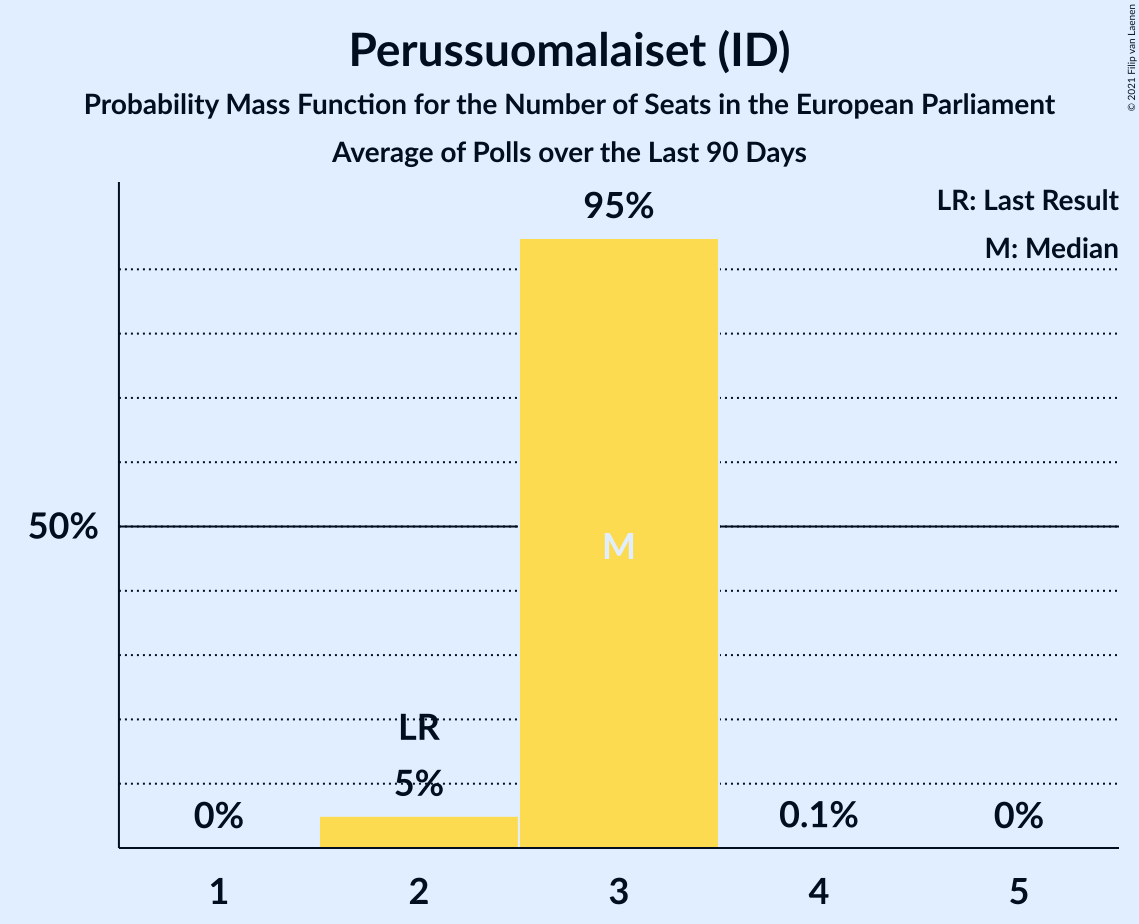 Perussuomalaiset (ID)
Probability Mass Function for the Number of Seats in the European Parliament
Average of Polls over the Last 90 Days
© 2021 Filip van Laenen
LR: Last Result
M: Median
95%
50%
M
LR
5%
0%
0.1%
0%
1
2
3
4
5